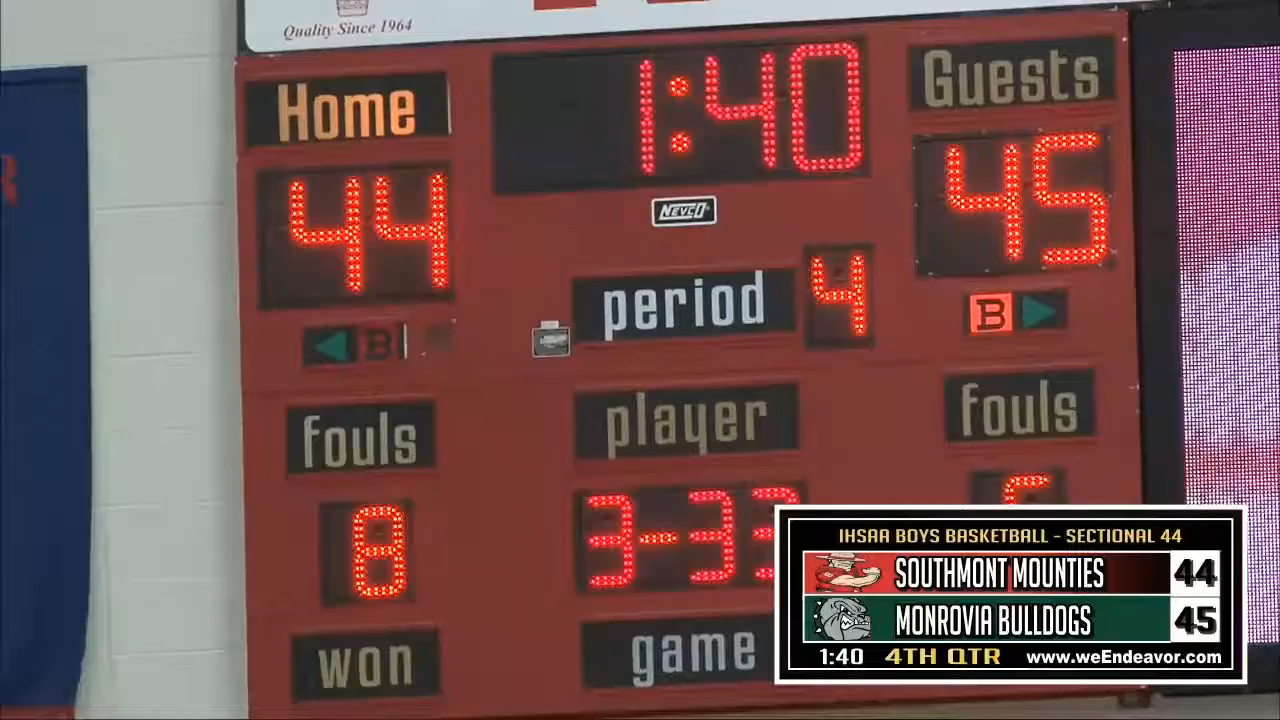 Quality Since 1964
Home
1:40
Guests
44
45
NEVCO
period 4
B
B
fouls
player
fouls
8
3-33
won
game
IHSAA BOYS BASKETBALL - SECTIONAL 44
SOUTHMONT MOUNTIES 44
MONROVIA BULLDOGS 45
1:40 4TH QTR www.weEndeavor.com